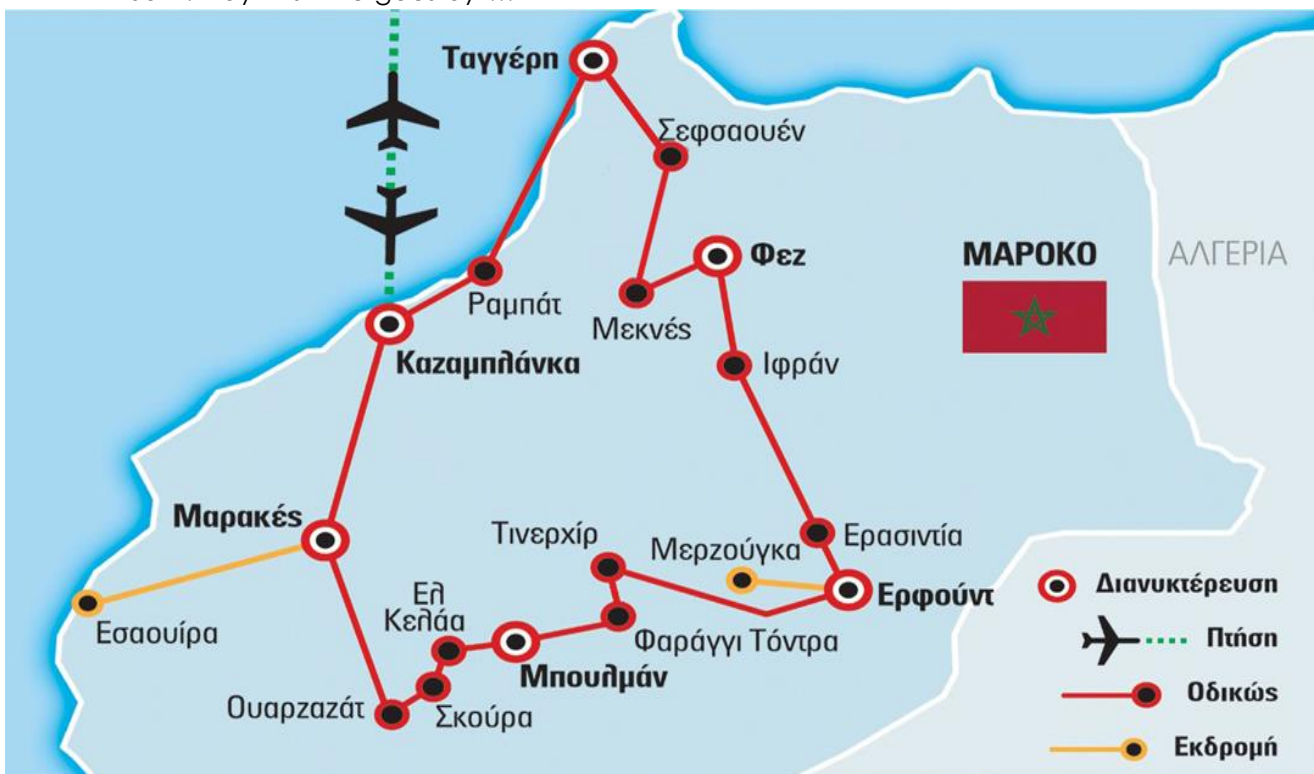 Ταγγέρη
Σεφσαουέν
Φεζ
ΜΑΡΟΚΟ
ΑΛΓΕΡΙΑ
Ραμπάτ
Μεκνές
Καζαμπλάνκα
Ιφράν
Μαρακές
Τινερχίρ
Μερζούγκα
Ερασιντία
Ερφούντ
Εσαουίρα
Ελ
Κελάα
Φαράγγι Τόντρα
Μπουλμάν
Ουαρζαζάτ
Σκούρα
Διανυκτέρευση
Πτήση
Οδικώς
Εκδρομή